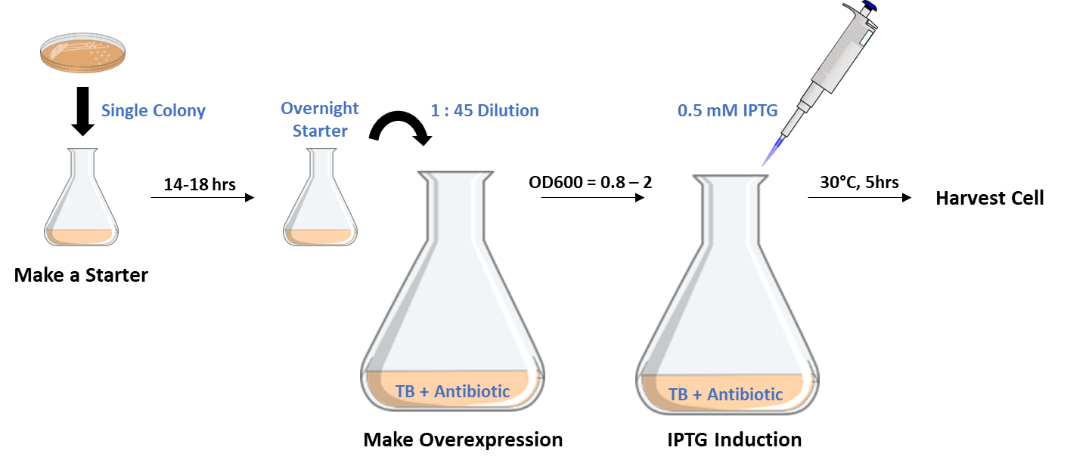 Single Colony
Make a Starter
14-18 hrs
Overnight
Starter
1 : 45 Dilution
TB + Antibiotic
Make Overexpression
OD600 = 0.8 – 2
0.5 mM IPTG
TB + Antibiotic
IPTG Induction
30°C, 5hrs
Harvest Cell